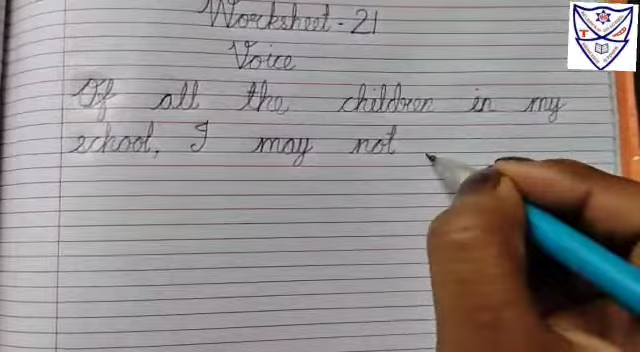 Worksheet - 21
Voice
Of all the children in my
school, I may not